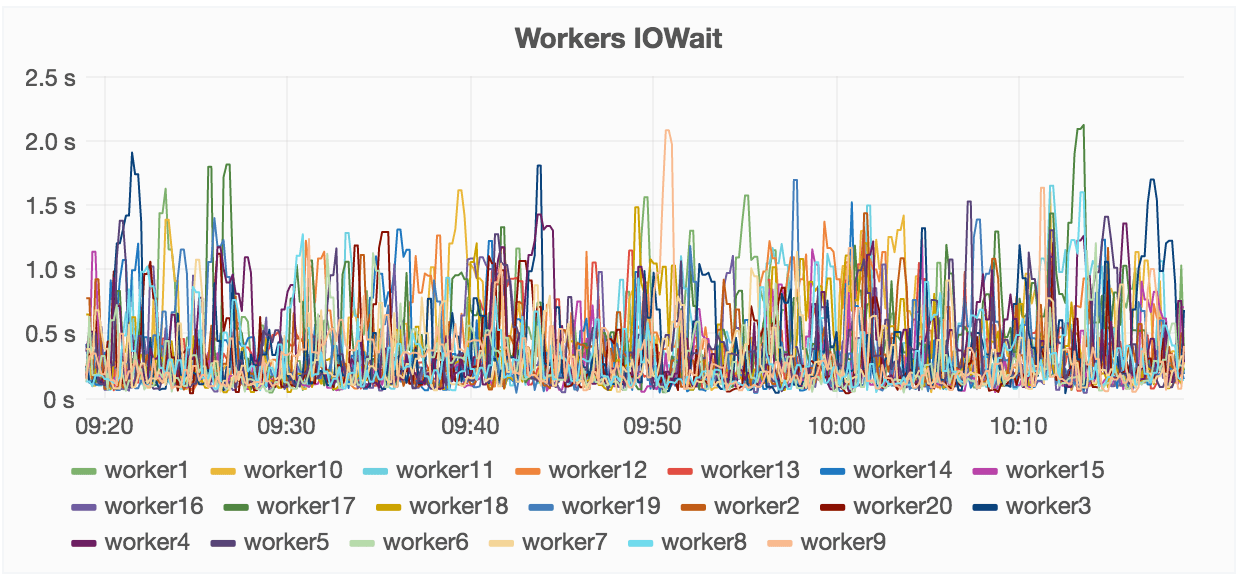 Workers IOWait
2.5 s
2.0 s
1.5 s
1.0 s
0.5 s
0 s
09:20 09:30 09:40 09:50 10:00 10:10
worker1 worker10 worker11 worker12 worker13 worker14 worker15
worker16 worker17 worker18 worker19 worker2 worker20 worker3
worker4 worker5 worker6 worker7 worker8 worker9